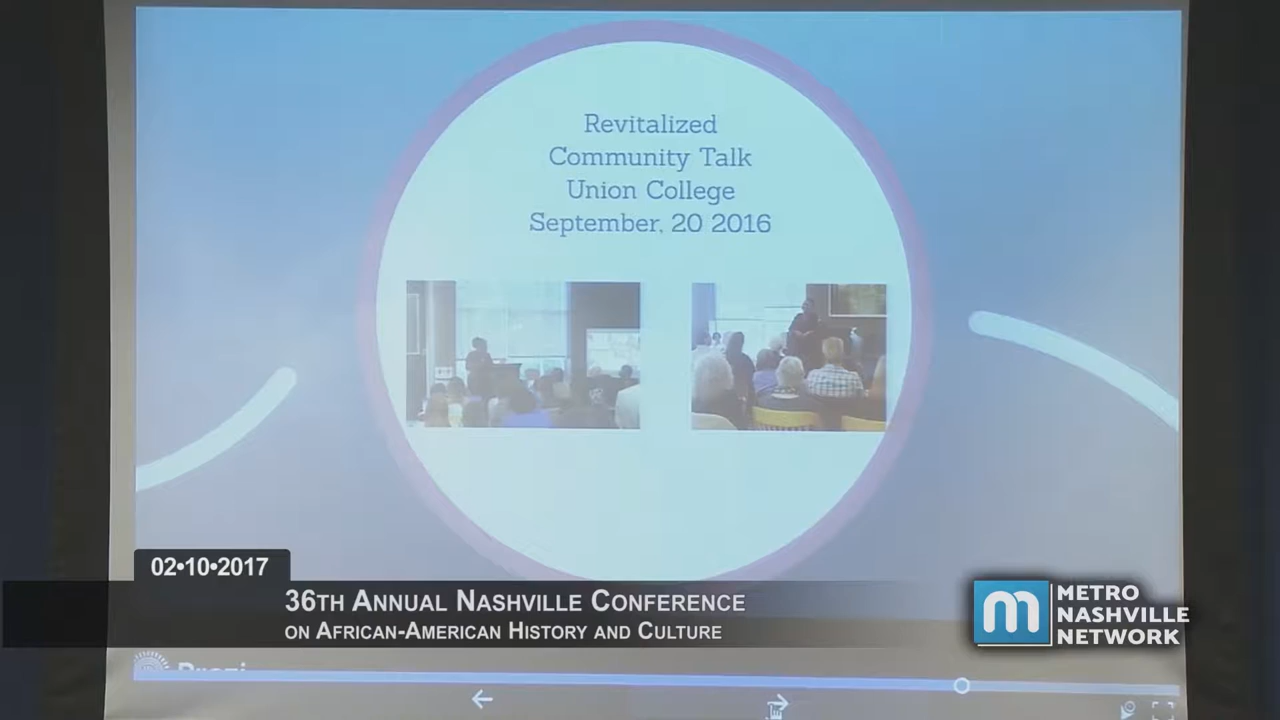 Revitalized
Community Talk
Union College
September, 20 2016
02•10•2017
36TH ANNUAL NASHVILLE CONFERENCE
ON AFRICAN-AMERICAN HISTORY AND CULTURE
m METRO
NASHVILLE
NETWORK
Prezi